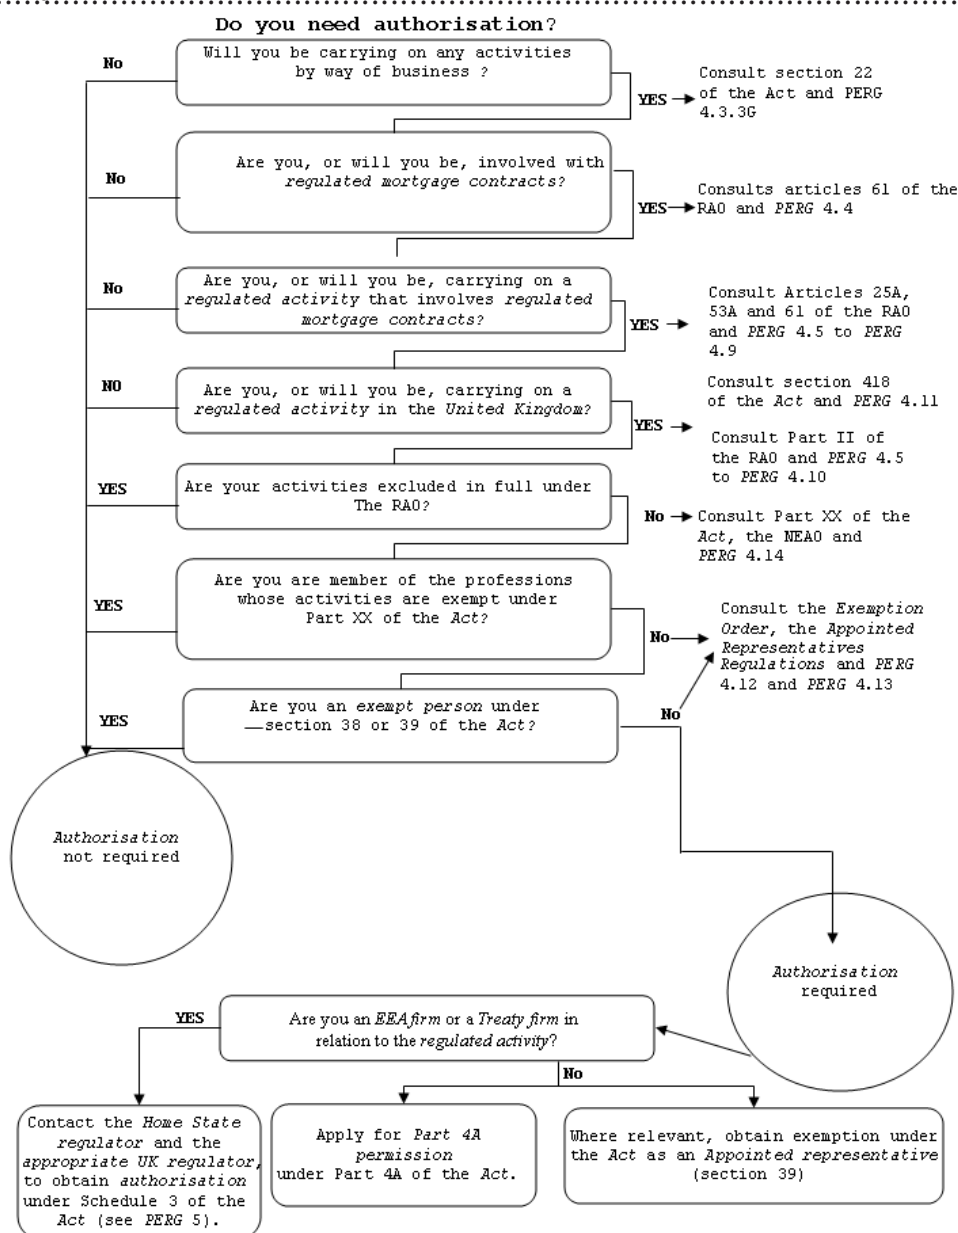 Do you need authorisation?
Will you be carrying on any activities
by way of business ?
No
YES
Consult section 22
of the Act and PERG
4.3.3G
Are you, or will you be, involved with
regulated mortgage contracts?
No
YES
Consults articles 61 of the
RAO and PERG 4.4
Are you, or will you be, carrying on a
regulated activity that involves regulated
mortgage contracts?
No
YES
Consult Articles 25A,
53A and 61 of the RAO
and PERG 4.5 to PERG
4.9
Are you, or will you be, carrying on a
regulated activity in the United Kingdom?
NO
YES
Consult section 418
of the Act and PERG 4.11
Consult Part II of
the RAO and PERG 4.5
to PERG 4.10
Are your activities excluded in full under
The RAO?
YES
No
Consult Part XX of the
Act, the NEAO and
PERG 4.14
Are you are member of the professions
whose activities are exempt under
Part XX of the Act?
YES
No
Consult the Exemption
Order, the Appointed
Representatives
Regulations and PERG
4.12 and PERG 4.13
Are you an exempt person under
—section 38 or 39 of the Act?
YES
No
Authorisation
not required
Authorisation
required
Are you an EEA firm or a Treaty firm in
relation to the regulated activity?
YES
No
Contact the Home State
regulator and the
appropriate UK regulator,
to obtain authorisation
under Schedule 3 of the
Act (see PERG 5).
Apply for Part 4A
permission
under Part 4A of the Act.
Where relevant, obtain exemption under
the Act as an Appointed representative
(section 39)